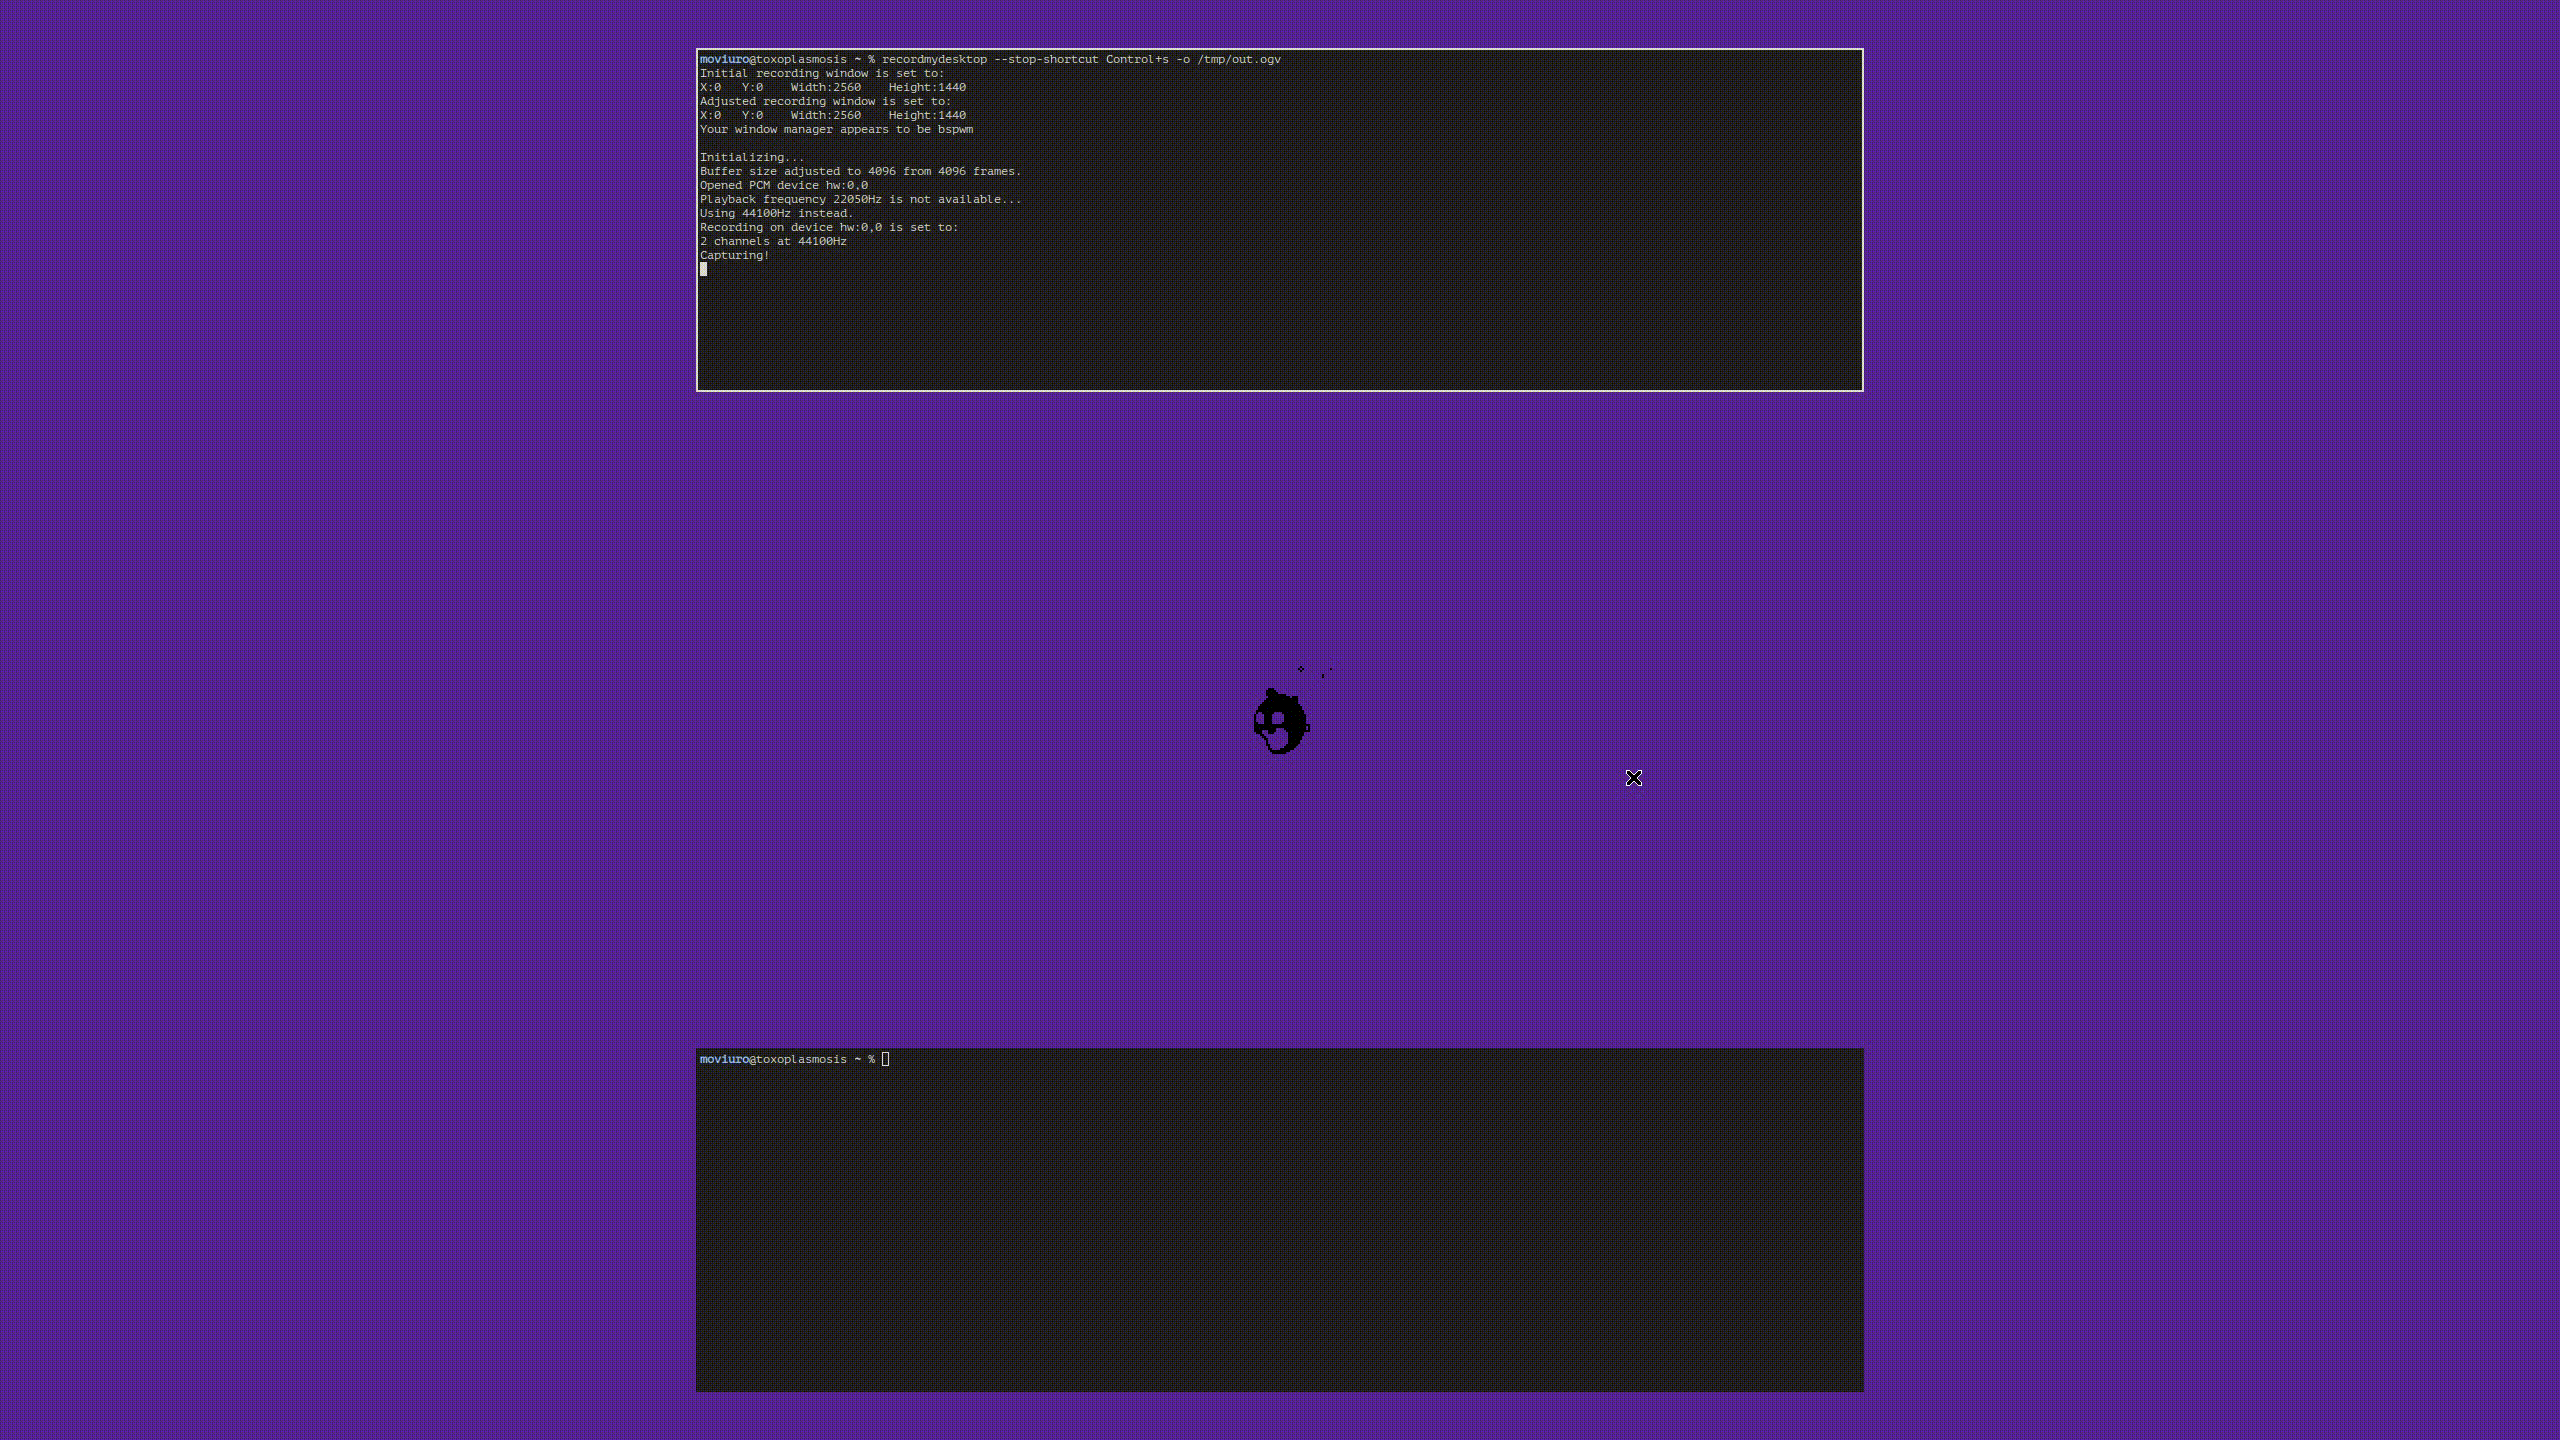 moviuro@toxoplasmosis ~ % recordmydesktop --stop-shortcut Control+s -o /tmp/out.ogv
Initial recording window is set to:
X:0   Y:0    Width:2560    Height:1440
Adjusted recording window is set to:
X:0   Y:0    Width:2560    Height:1440
Your window manager appears to be bspwm
Initializing...
Buffer size adjusted to 4096 from 4096 frames.
Opened PCM device hw:0,0
Playback frequency 22050Hz is not available...
Using 44100Hz instead.
Recording on device hw:0,0 is set to:
2 channels at 44100Hz
Capturing!
moviuro@toxoplasmosis ~ %